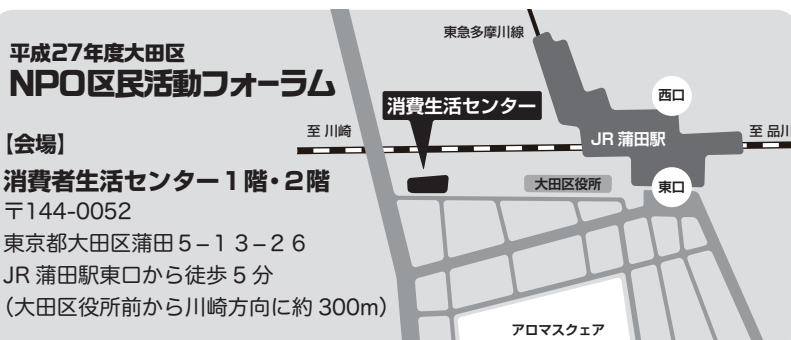 平成27年度大田区
NPO区民活動フォーラム
【会場】
消費者生活センター1階・2階
〒144-0052
東京都大田区蒲田5−13−26
JR 蒲田駅東口から徒歩5分
(大田区役所前から川崎方向に約 300m)
東急多摩川線
西口
消費生活センター
至 川崎
JR 蒲田駅
至 品川
大田区役所
東口
アロマスクェア